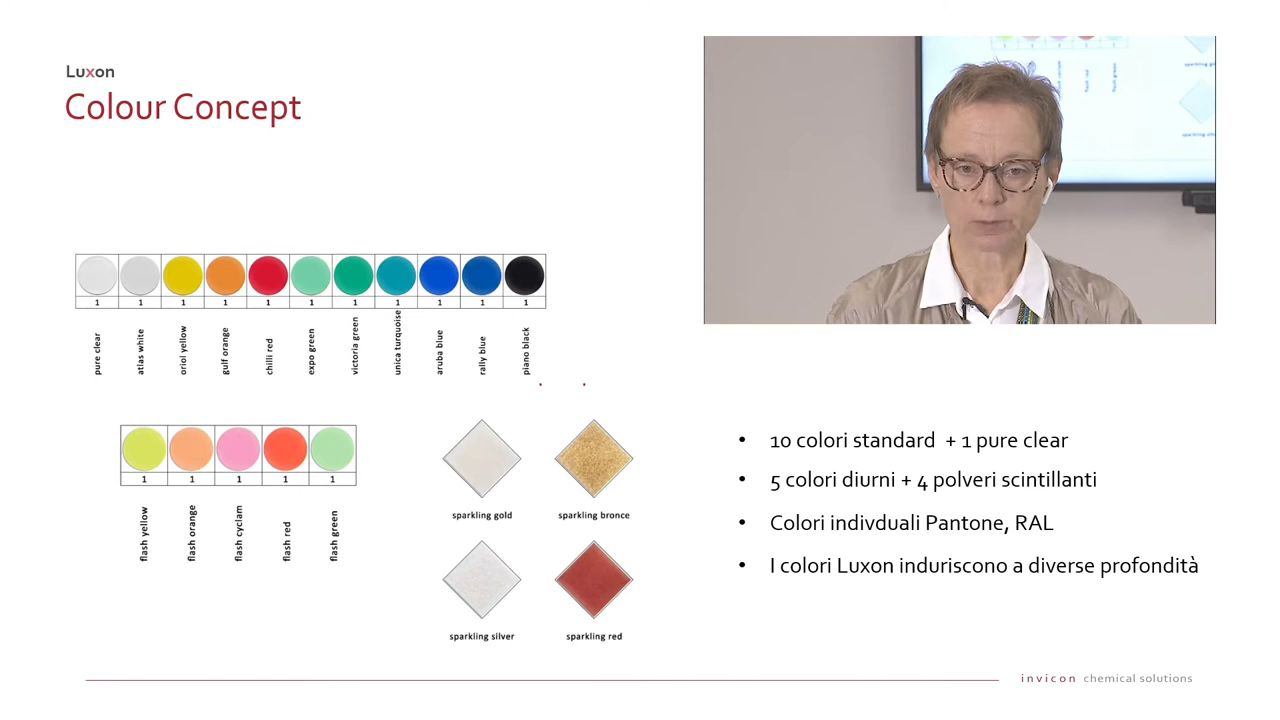 Luxon
Colour Concept
1 1 1 1 1 1 1 1 1 1 1
pure clear
atlas white
oriol yellow
gulf orange
chilli red
expo green
victoria green
unica turquoise
aruba blue
rally blue
piano black
1 1 1 1 1
flash yellow
flash orange
flash cyclam
flash red
flash green
sparkling gold
sparkling bronce
sparkling silver
sparkling red
• 10 colori standard + 1 pure clear
• 5 colori diurni + 4 polveri scintillanti
• Colori indivduali Pantone, RAL
• I colori Luxon induriscono a diverse profondità
invicon chemical solutions